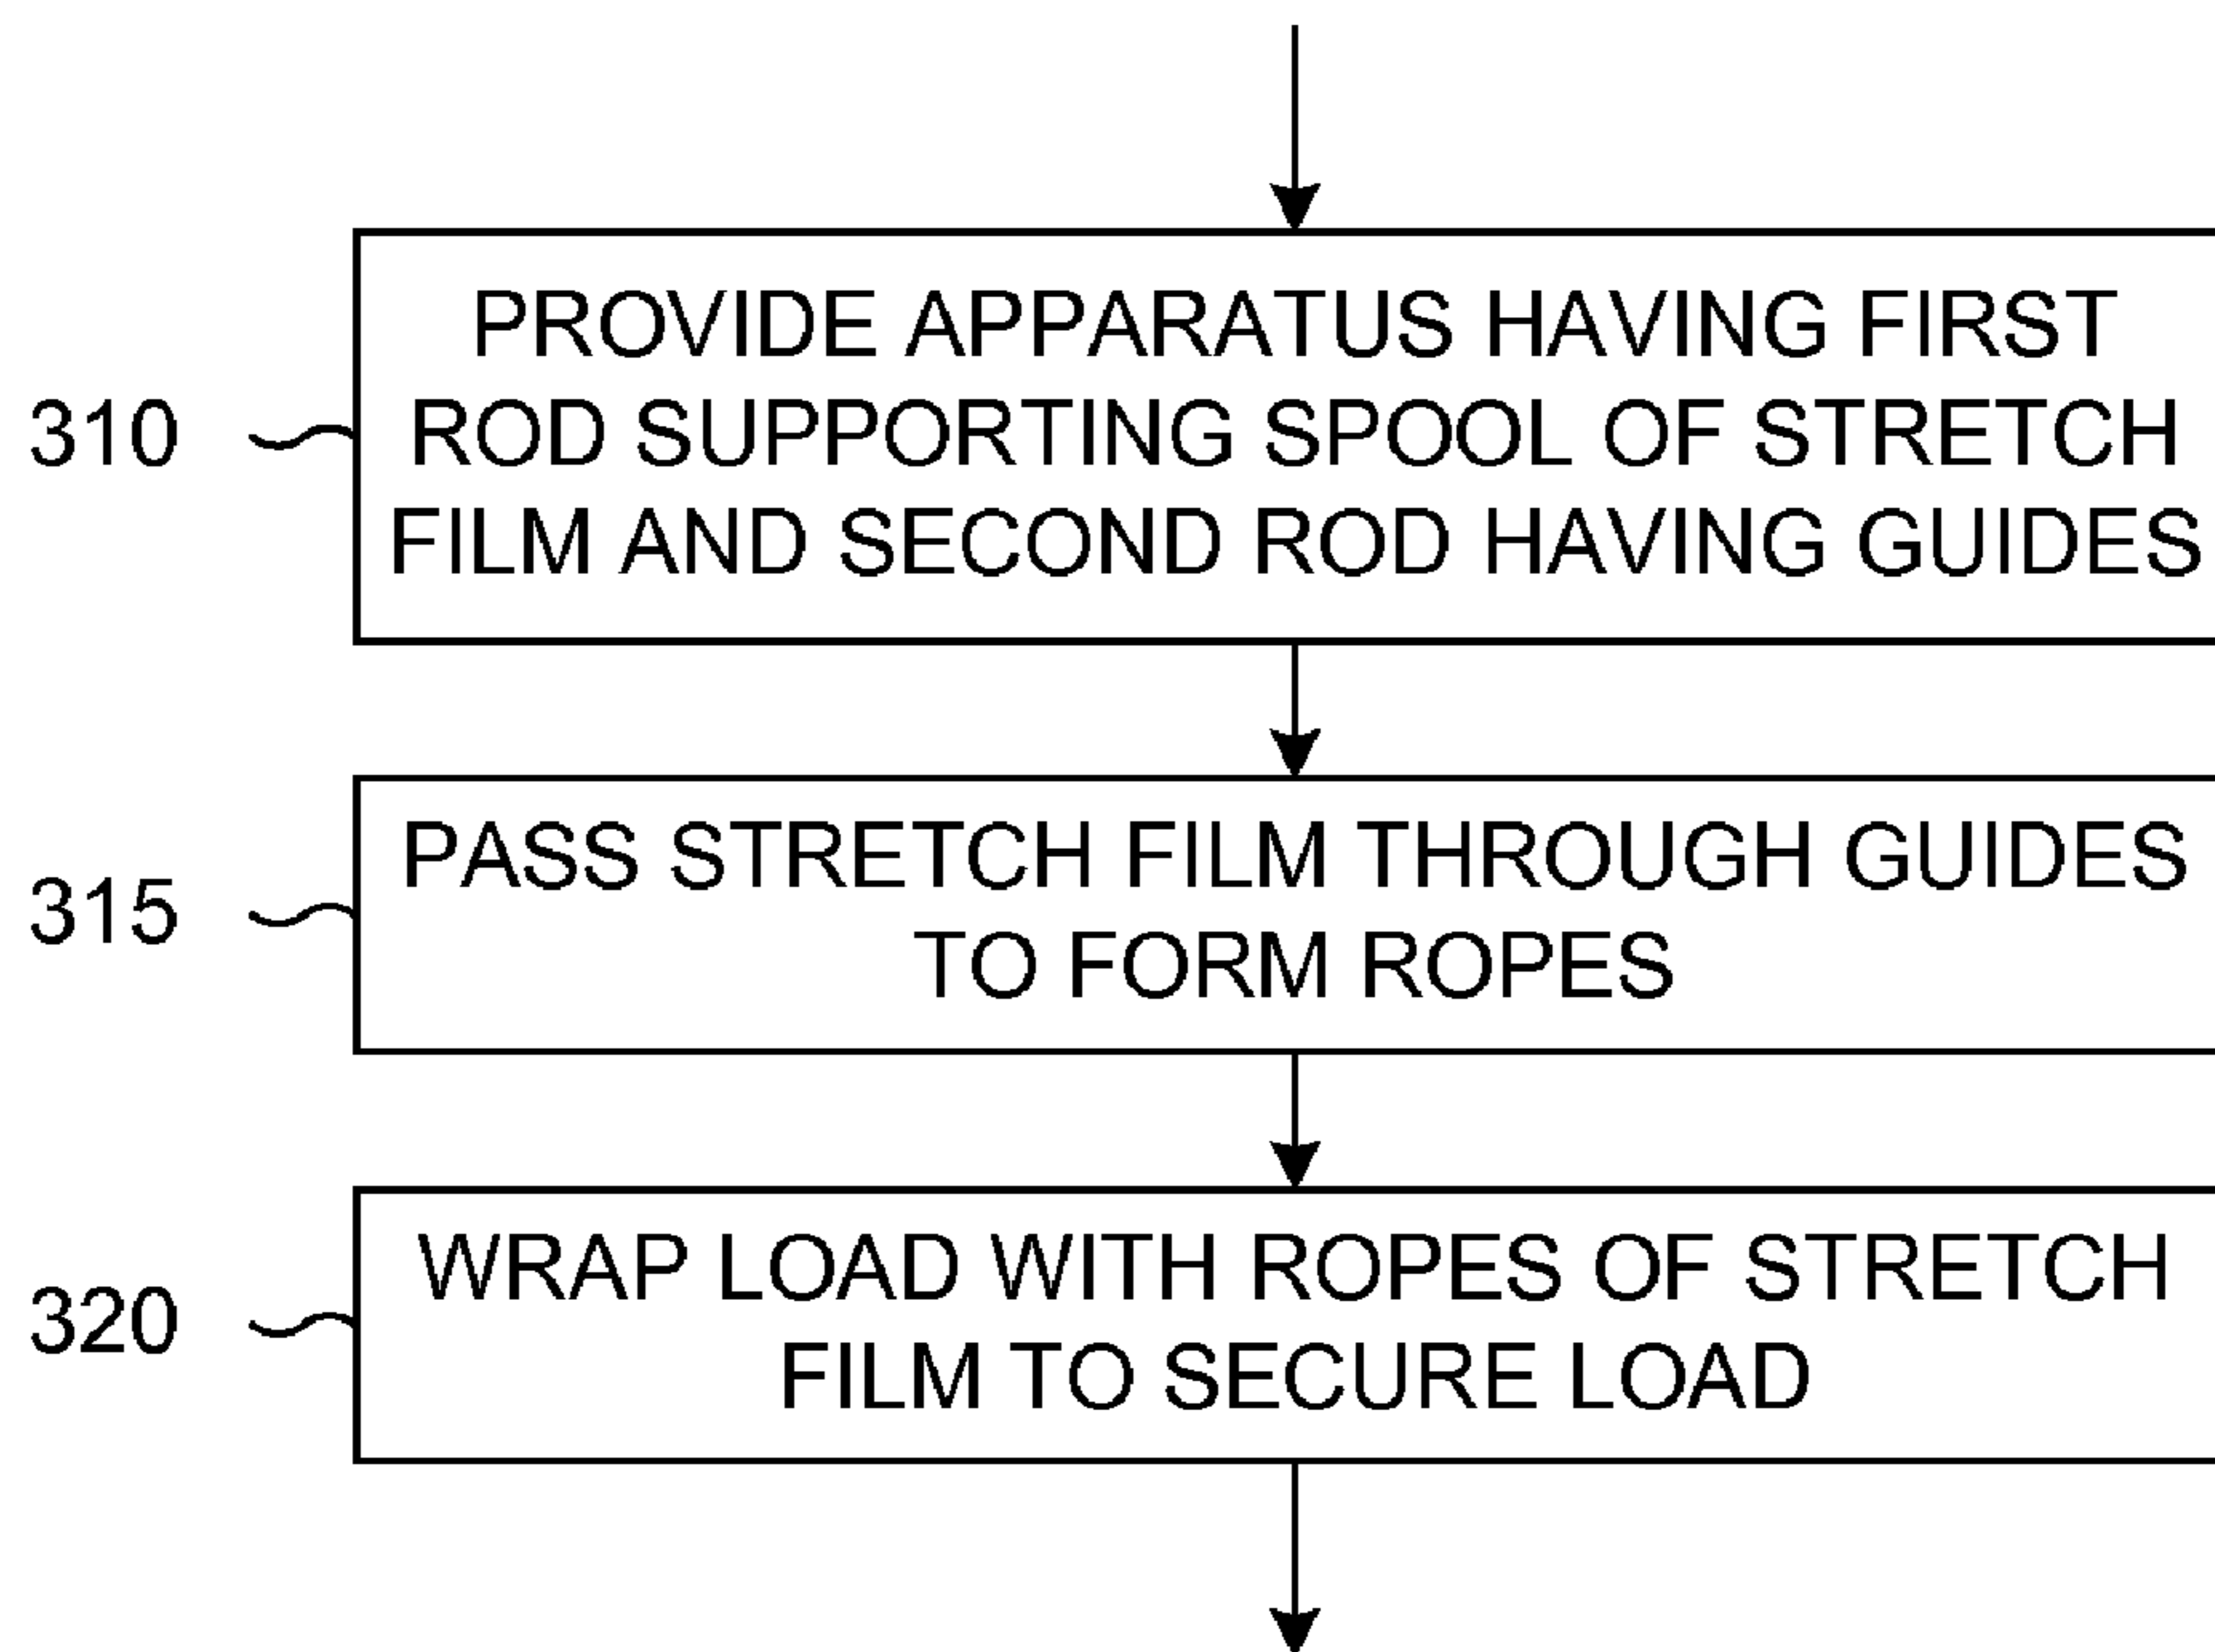 PROVIDE APPARATUS HAVING FIRST
310
ROD SUPPORTING SPOOL OF STRETCH
FILM AND SECOND ROD HAVING GUIDES
PASS STRETCH FILM THROUGH GUIDES
315
TO FORM ROPES
WRAP LOAD WITH ROPES OF STRETCH
320
FILM TO SECURE LOAD